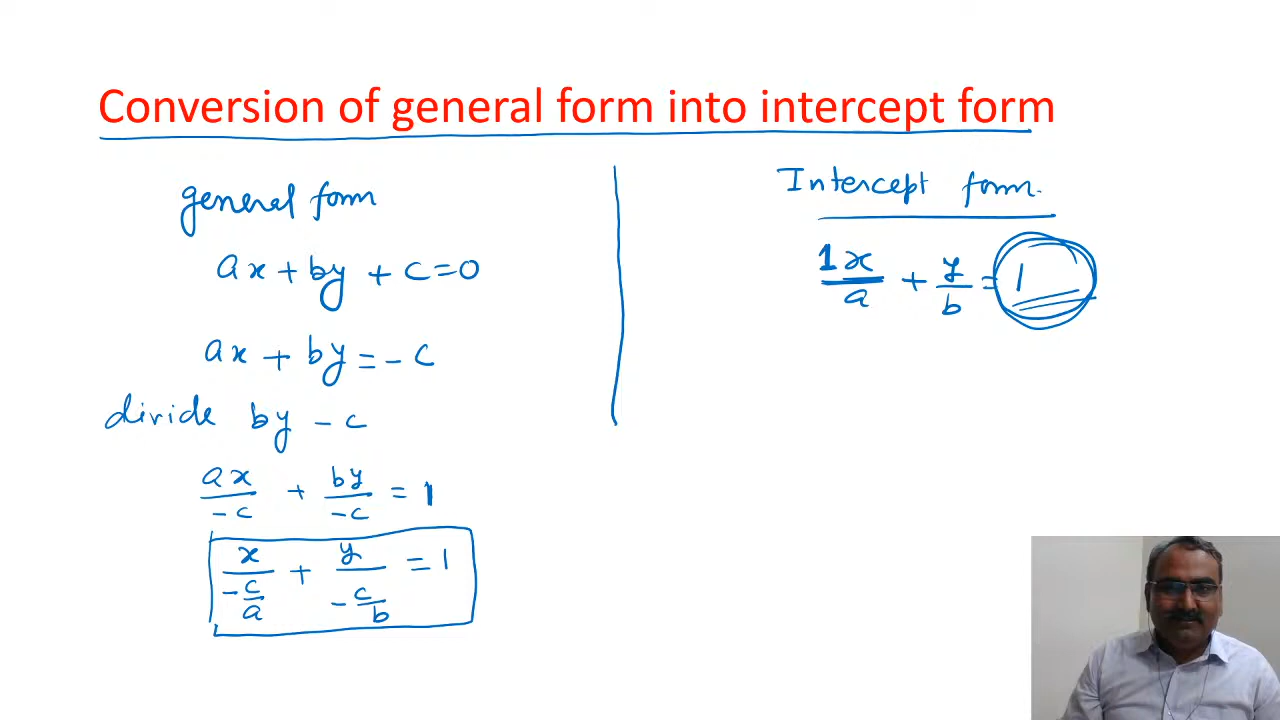 Conversion of general form into intercept form
general form
ax + by + c = 0
ax + by = - c
divide by - c
ax/-c + by/-c = 1
x/(-c/a) + y/(-c/b) = 1
Intercept form.
1x/a + y/b = 1